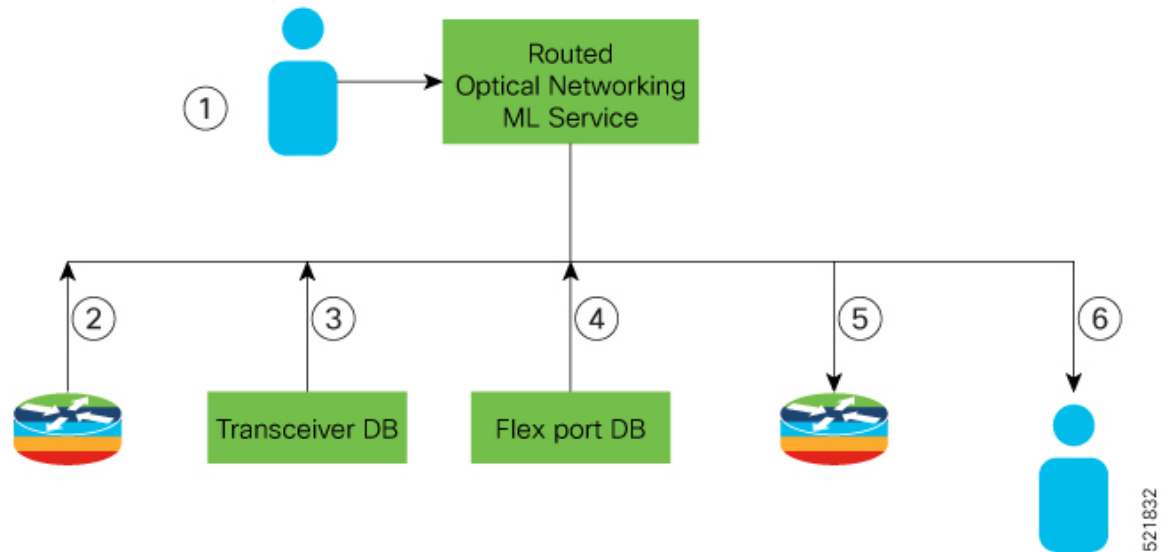 Routed
Optical Networking
ML Service
1
2
3
4
5
6
Transceiver DB
Flex port DB
521832